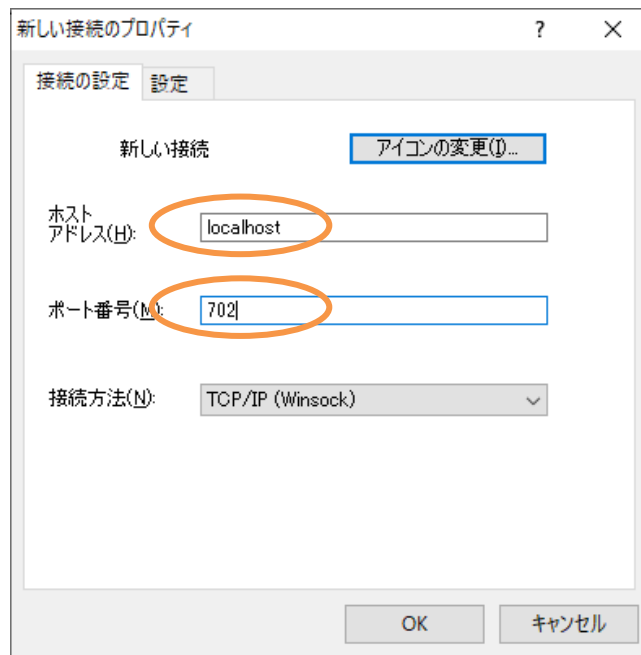 新しい接続のプロパティ ? ×
接続の設定 設定
新しい接続 アイコンの変更(I)...
ホスト
アドレス(H): localhost
ポート番号(M): 702
接続方法(N): TCP/IP (Winsock)
OK キャンセル